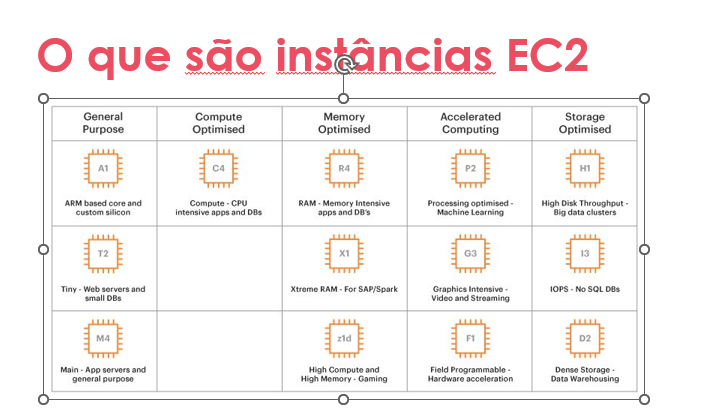 O que são instâncias EC2
General
Purpose
Compute
Optimised
Memory
Optimised
Accelerated
Computing
Storage
Optimised
A1
ARM based core and
custom silicon
C4
Compute - CPU
intensive apps and DBs
R4
RAM - Memory Intensive
apps and DB's
P2
Processing optimised -
Machine Learning
H1
High Disk Throughput -
Big data clusters
T2
Tiny - Web servers and
small DBs
X1
Xtreme RAM - For SAP/Spark
G3
Graphics Intensive -
Video and Streaming
I3
IOPS - No SQL DBs
M4
Main - App servers and
general purpose
z1d
High Compute and
High Memory - Gaming
F1
Field Programmable -
Hardware acceleration
D2
Dense Storage -
Data Warehousing